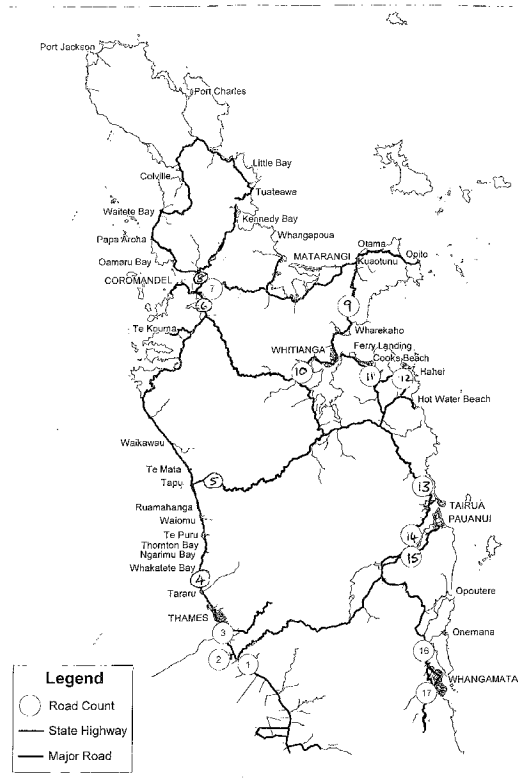 Port Jackson
Port Charles
Little Bay
Colville
Tuateawa
Waitete Bay
Kennedy Bay
Papa Aroha
Whangapoua
Otama
Oamaru Bay
MATARANGI
Kuaotunu
Opito
8
COROMANDEL
7
6
9
Te Kouma
Wharekaho
WHITIANGA
Ferry Landing
Cooks Beach
10
11
12
Hahei
Hot Water Beach
Waikawau
Te Mata
Tapu
5
13
Ruamahanga
TAIRUA
Waiomu
PAUANUI
Te Puru
14
Thornton Bay
Ngarimu Bay
15
Whakatete Bay
4
Tararu
Opoutere
THAMES
3
Onemana
2
1
16
WHANGAMATA
17
Legend
Road Count
State Highway
Major Road